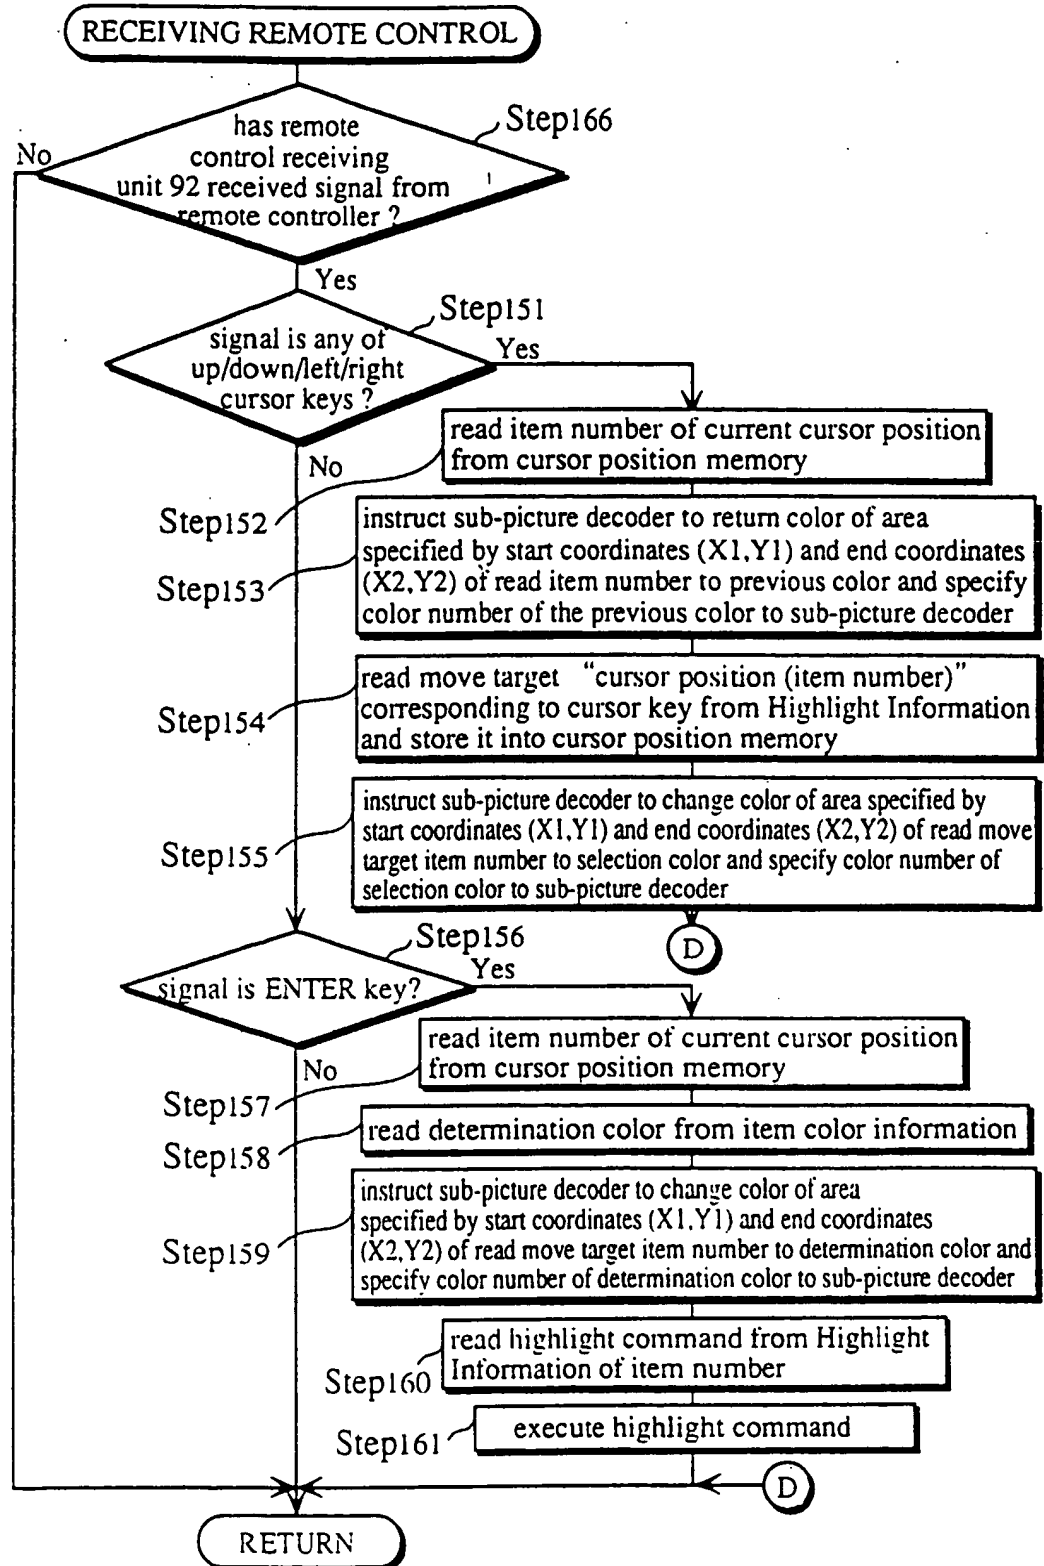 RECEIVING REMOTE CONTROL
Step166
has remote
control receiving
unit 92 received signal from
remote controller ?
No
Yes
Step151
signal is any of
up/down/left/right
cursor keys ?
Yes
No
read item number of current cursor position
from cursor position memory
Step152
instruct sub-picture decoder to return color of area
specified by start coordinates (X1,Y1) and end coordinates
(X2,Y2) of read item number to previous color and specify
color number of the previous color to sub-picture decoder
Step153
read move target "cursor position (item number)"
corresponding to cursor key from Highlight Information
and store it into cursor position memory
Step154
instruct sub-picture decoder to change color of area specified by
start coordinates (X1,Y1) and end coordinates (X2,Y2) of read move
target item number to selection color and specify color number of
selection color to sub-picture decoder
Step155
D
Step156
signal is ENTER key?
Yes
No
read item number of current cursor position
from cursor position memory
Step157
read determination color from item color information
Step158
instruct sub-picture decoder to change color of area
specified by start coordinates (X1,Y1) and end coordinates
(X2,Y2) of read move target item number to determination color and
specify color number of determination color to sub-picture decoder
Step159
read highlight command from Highlight
Information of item number
Step160
execute highlight command
Step161
D
RETURN